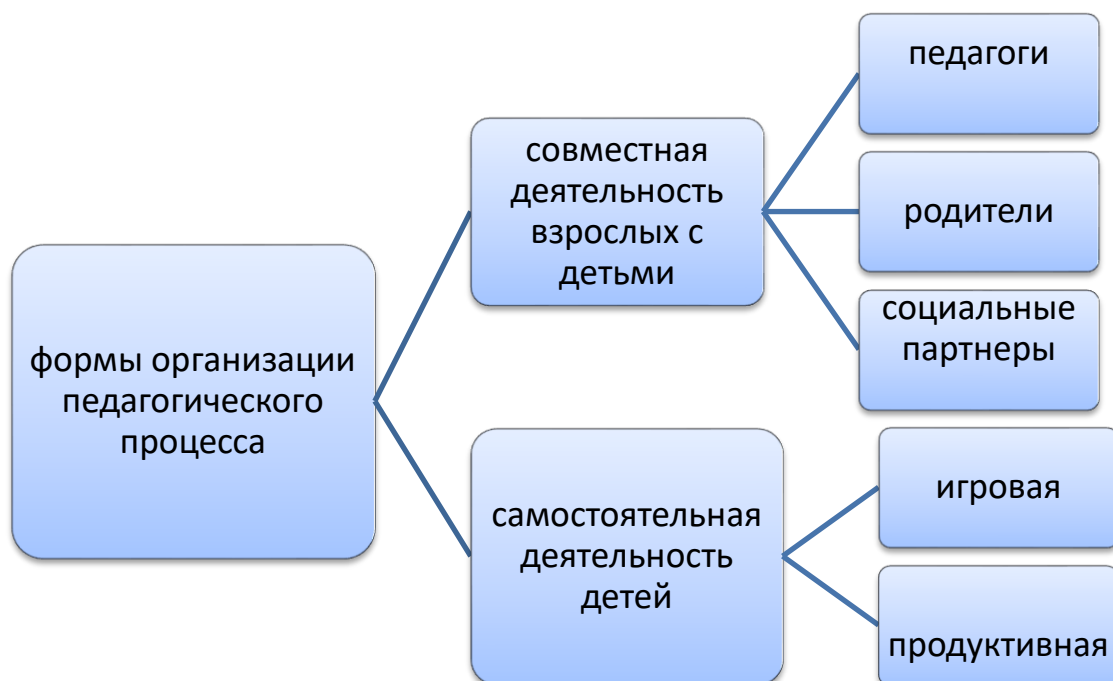 формы организации
педагогического
процесса
совместная
деятельность
взрослых с
детьми
педагоги
родители
социальные
партнеры
самостоятельная
деятельность
детей
игровая
продуктивная